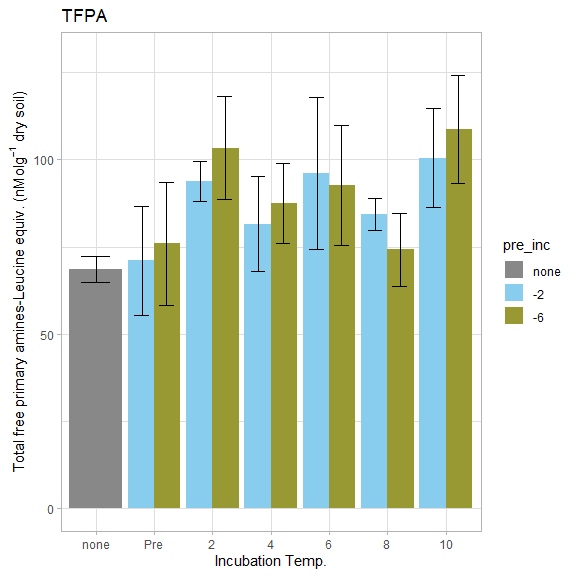 TFPA
Total free primary amines-Leucine equiv. (nMolg⁻¹ dry soil)
100
50
0
none Pre 2 4 6 8 10
Incubation Temp.
pre_inc
none
-2
-6